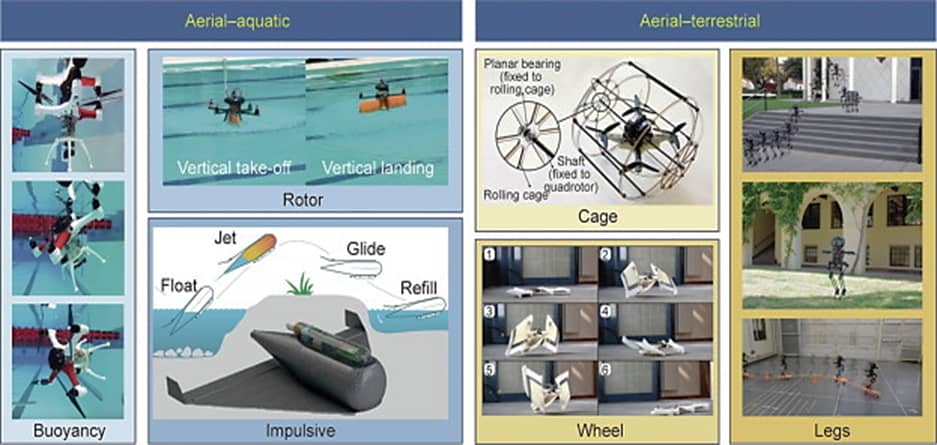 Aerial–aquatic
Aerial–terrestrial
Buoyancy
Vertical take-off
Vertical landing
Rotor
Jet
Glide
Float
Refill
Impulsive
Planar bearing
(fixed to
rolling cage)
Shaft
(fixed to
quadrotor)
Rolling cage
Cage
1
2
3
4
5
6
Wheel
Legs